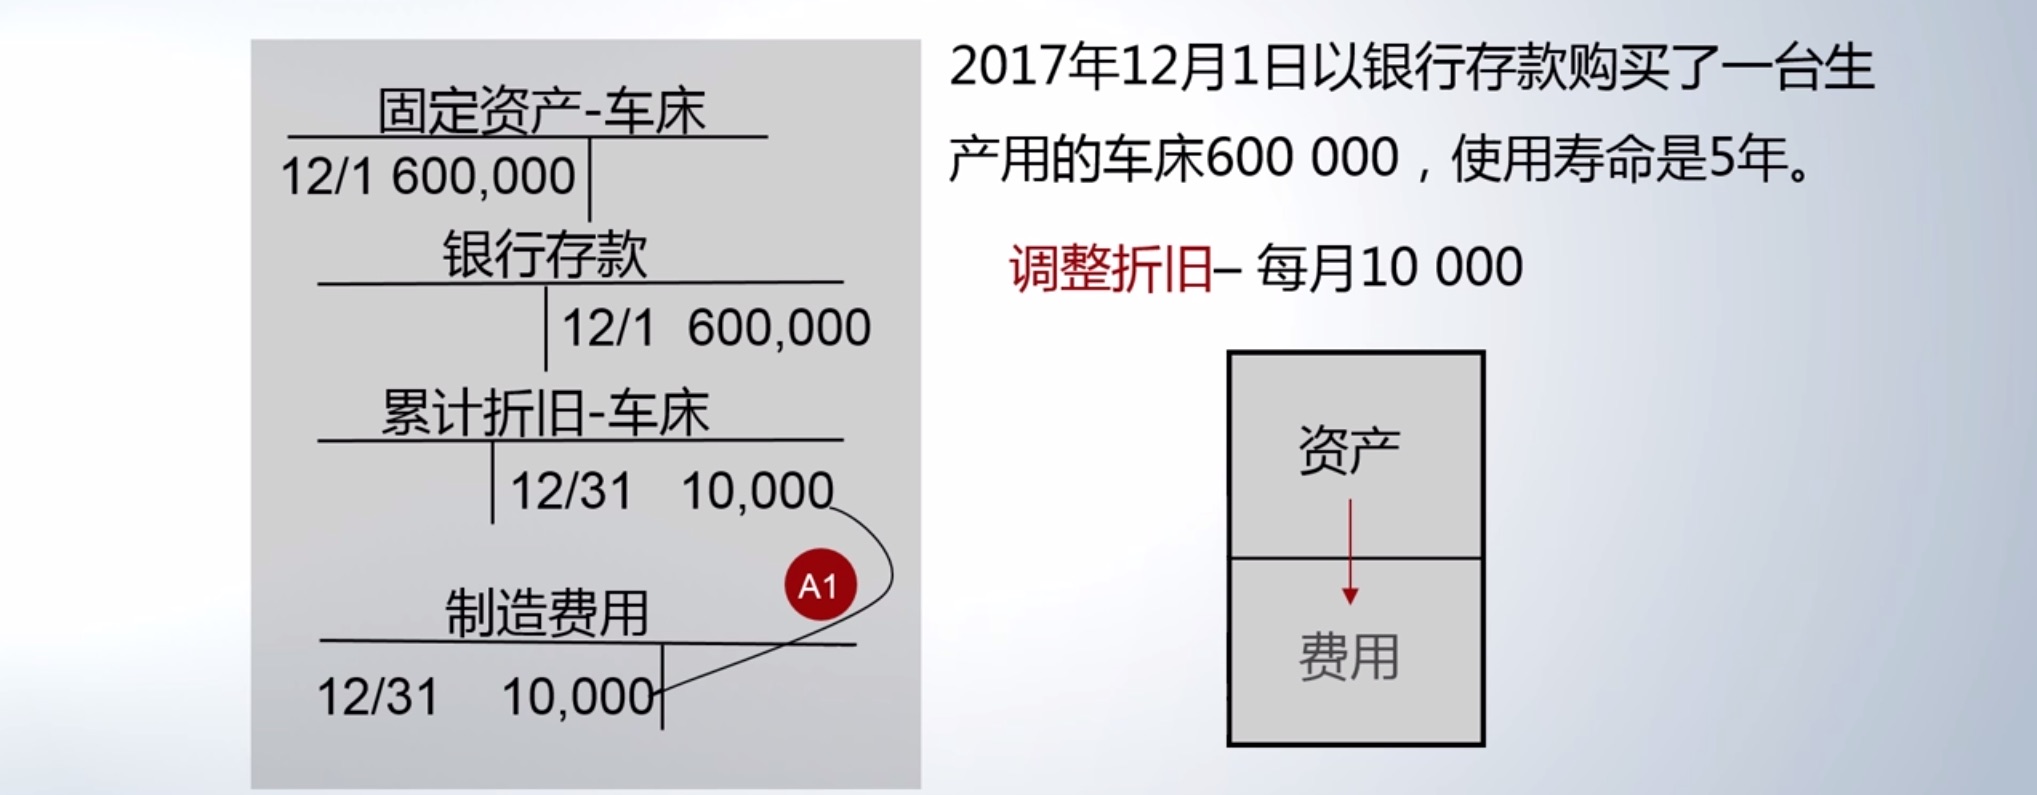 固定资产-车床
12/1 600,000
银行存款
12/1 600,000
累计折旧-车床
12/31 10,000
A1
制造费用
12/31 10,000
2017年12月1日以银行存款购买了一台生
产用的车床600 000，使用寿命是5年。
调整折旧– 每月10 000
资产
费用